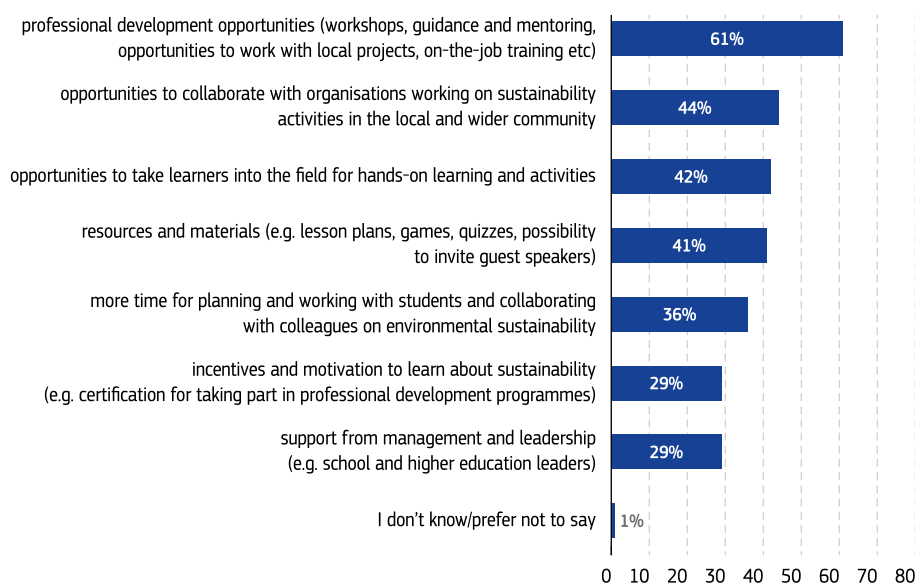 professional development opportunities (workshops, guidance and mentoring,
opportunities to work with local projects, on-the-job training etc)
61%
opportunities to collaborate with organisations working on sustainability
activities in the local and wider community
44%
opportunities to take learners into the field for hands-on learning and activities
42%
resources and materials (e.g. lesson plans, games, quizzes, possibility
to invite guest speakers)
41%
more time for planning and working with students and collaborating
with colleagues on environmental sustainability
36%
incentives and motivation to learn about sustainability
(e.g. certification for taking part in professional development programmes)
29%
support from management and leadership
(e.g. school and higher education leaders)
29%
I don't know/prefer not to say
1%
0 10 20 30 40 50 60 70 80